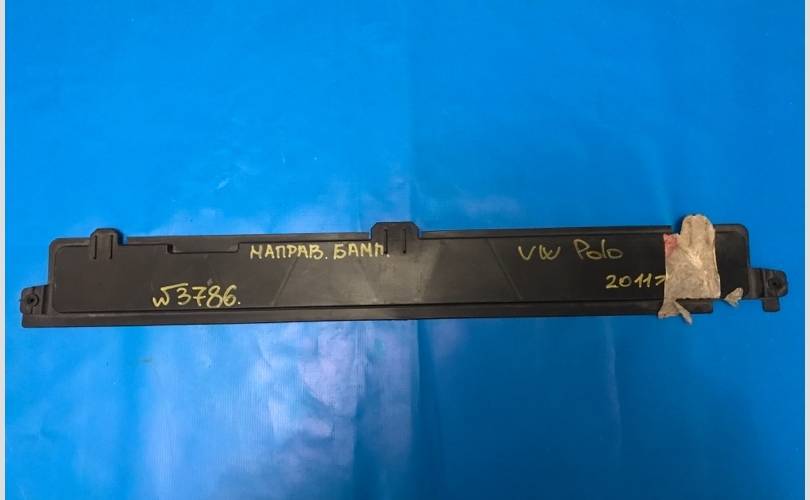 НАПРАВ. БАМП.
VW Polo
w3786.
2011>